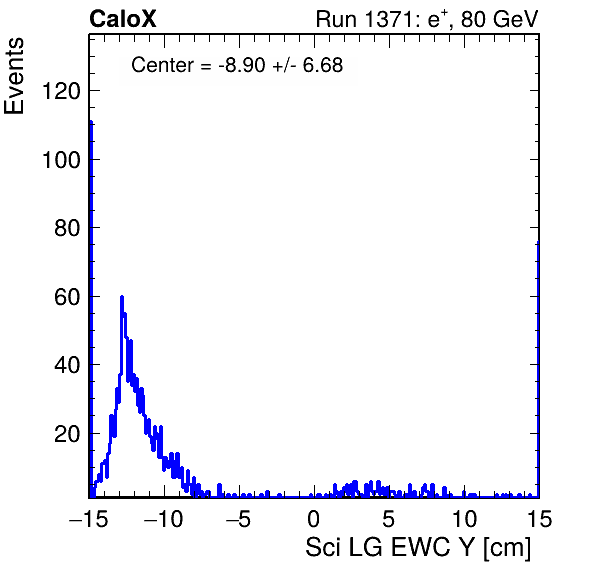 CaloX Run 1371: e⁺, 80 GeV
Events
Center = -8.90 +/- 6.68
120
100
80
60
40
20
−15 −10 −5 0 5 10 15
Sci LG EWC Y [cm]